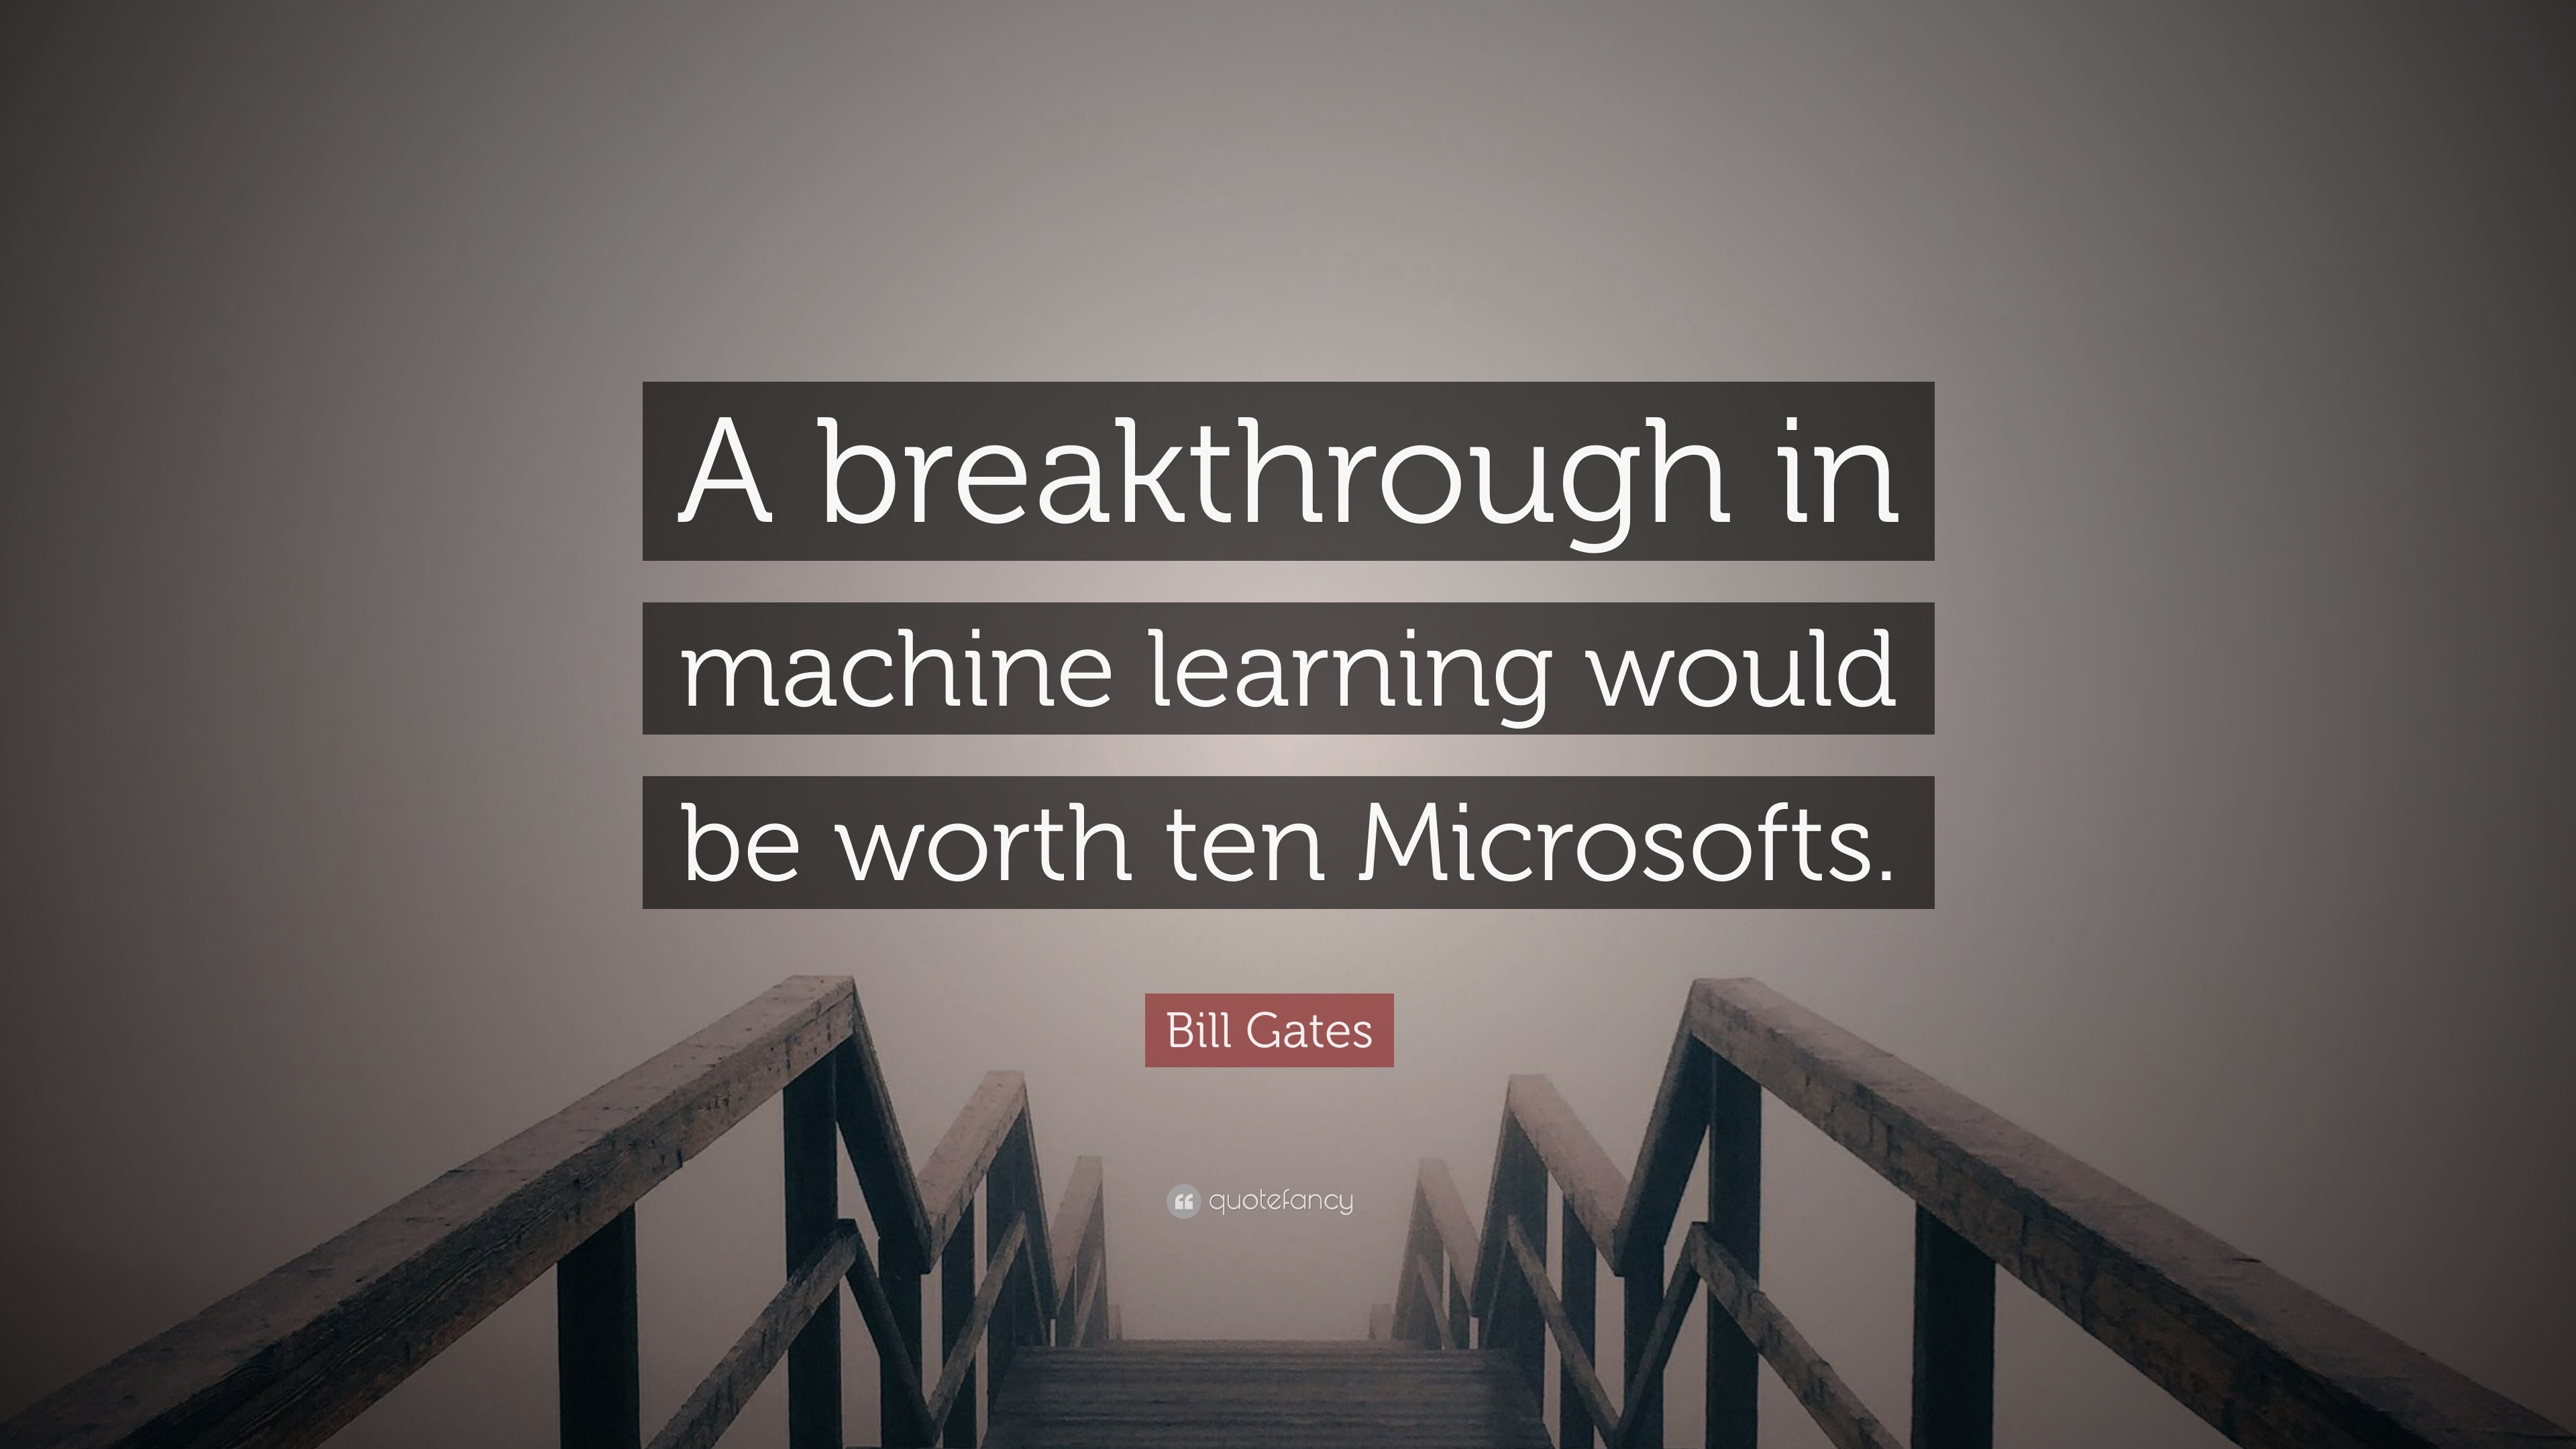 A breakthrough in
machine learning would
be worth ten Microsofts.
Bill Gates
quotefancy